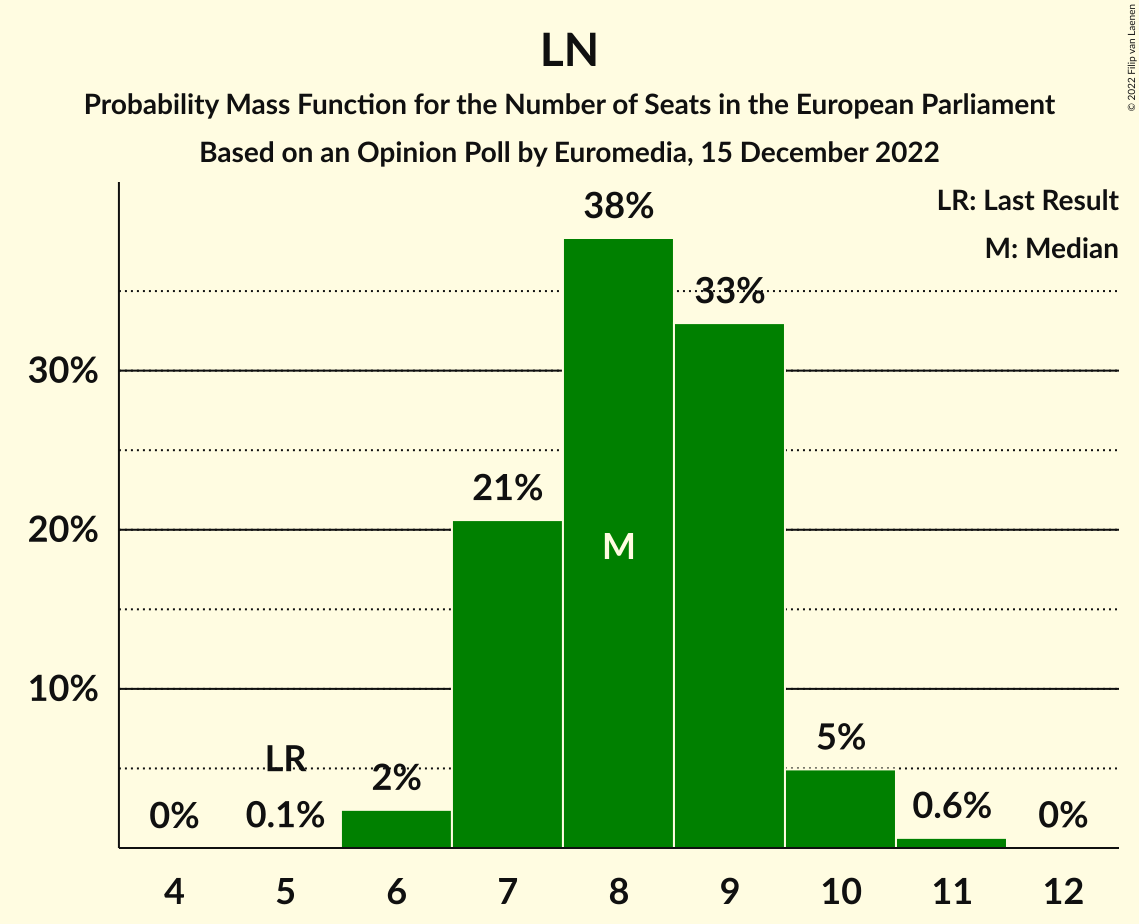 LN
Probability Mass Function for the Number of Seats in the European Parliament
Based on an Opinion Poll by Euromedia, 15 December 2022
© 2022 Filip van Laenen
LR: Last Result
M: Median
38%
33%
30%
21%
20%
M
10%
5%
LR
2%
0%
0.1%
0.6%
0%
4 5 6 7 8 9 10 11 12